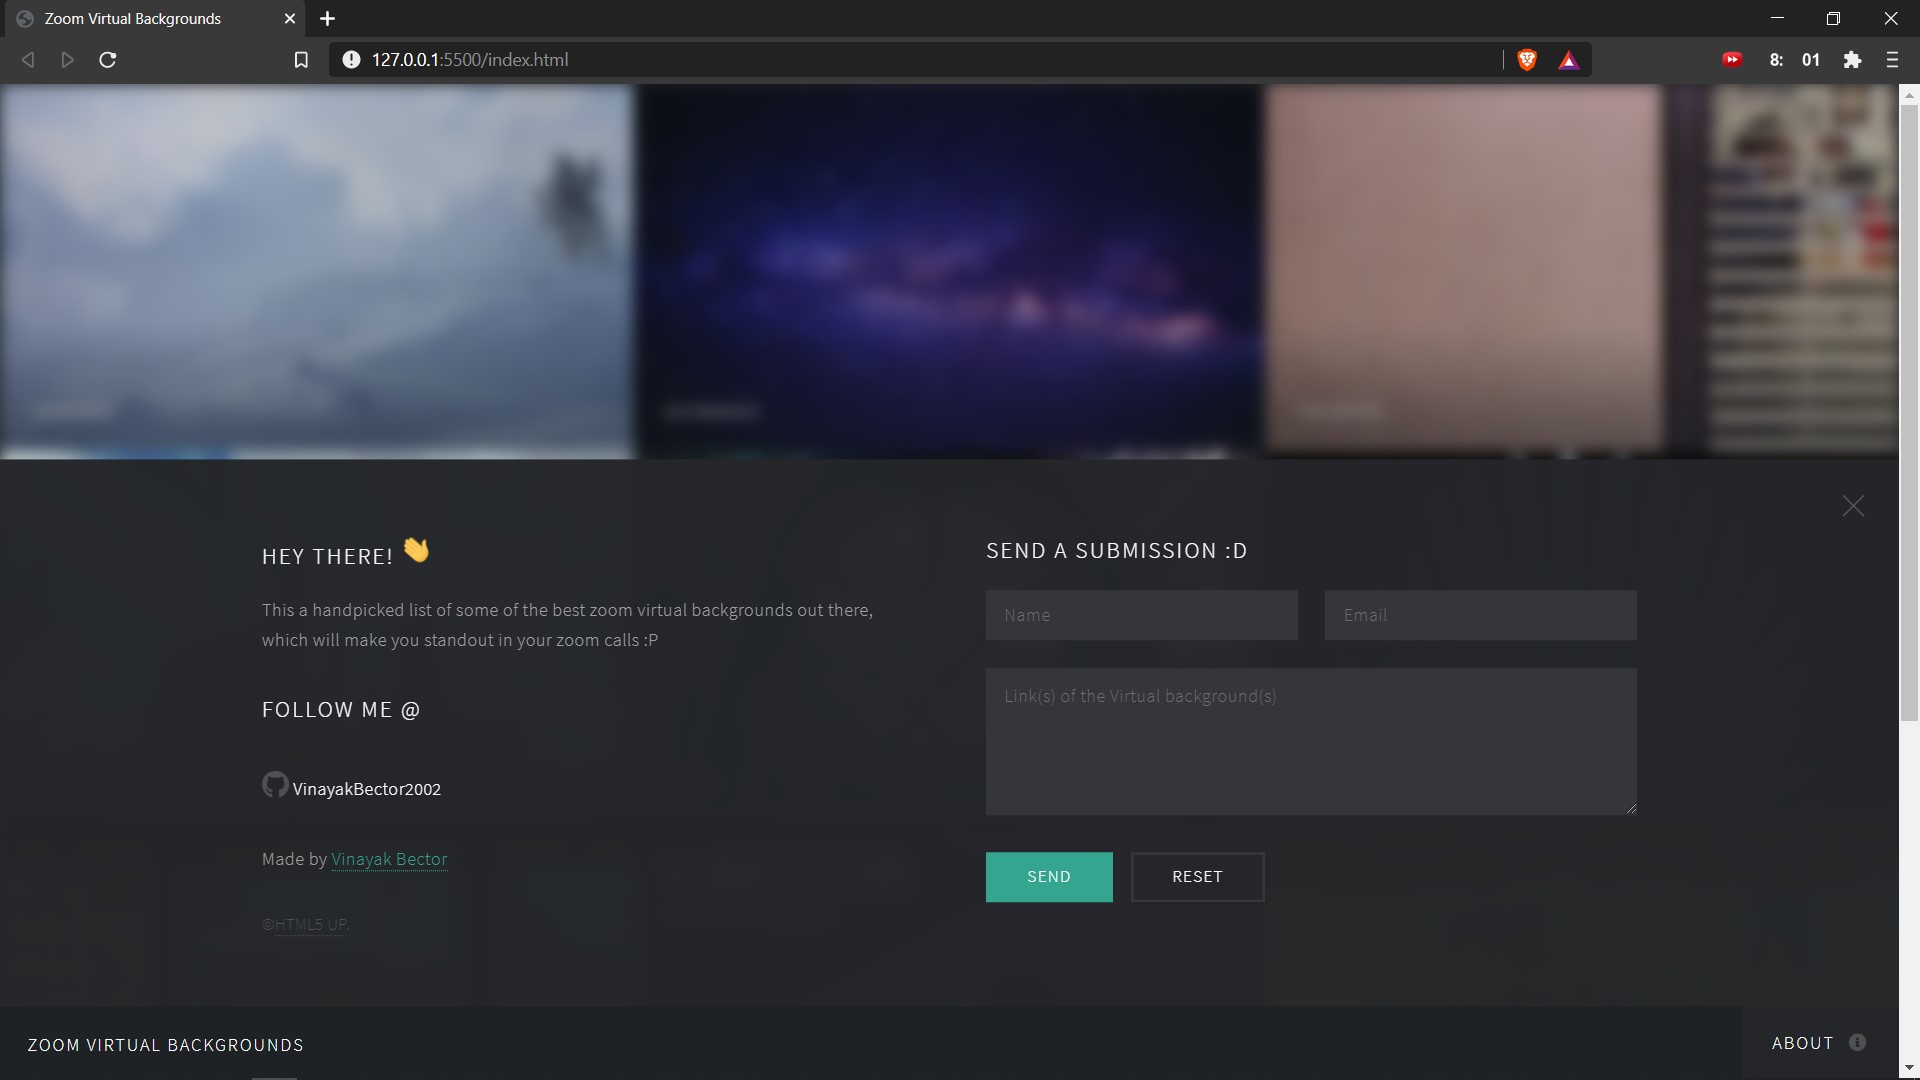 Zoom Virtual Backgrounds
127.0.0.1:5500/index.html
8: 01
HEY THERE! 👋
This a handpicked list of some of the best zoom virtual backgrounds out there,
which will make you standout in your zoom calls :P
FOLLOW ME @
VinayakBector2002
Made by Vinayak Bector
©HTML5 UP.
SEND A SUBMISSION :D
Name
Email
Link(s) of the Virtual background(s)
SEND
RESET
ZOOM VIRTUAL BACKGROUNDS
ABOUT